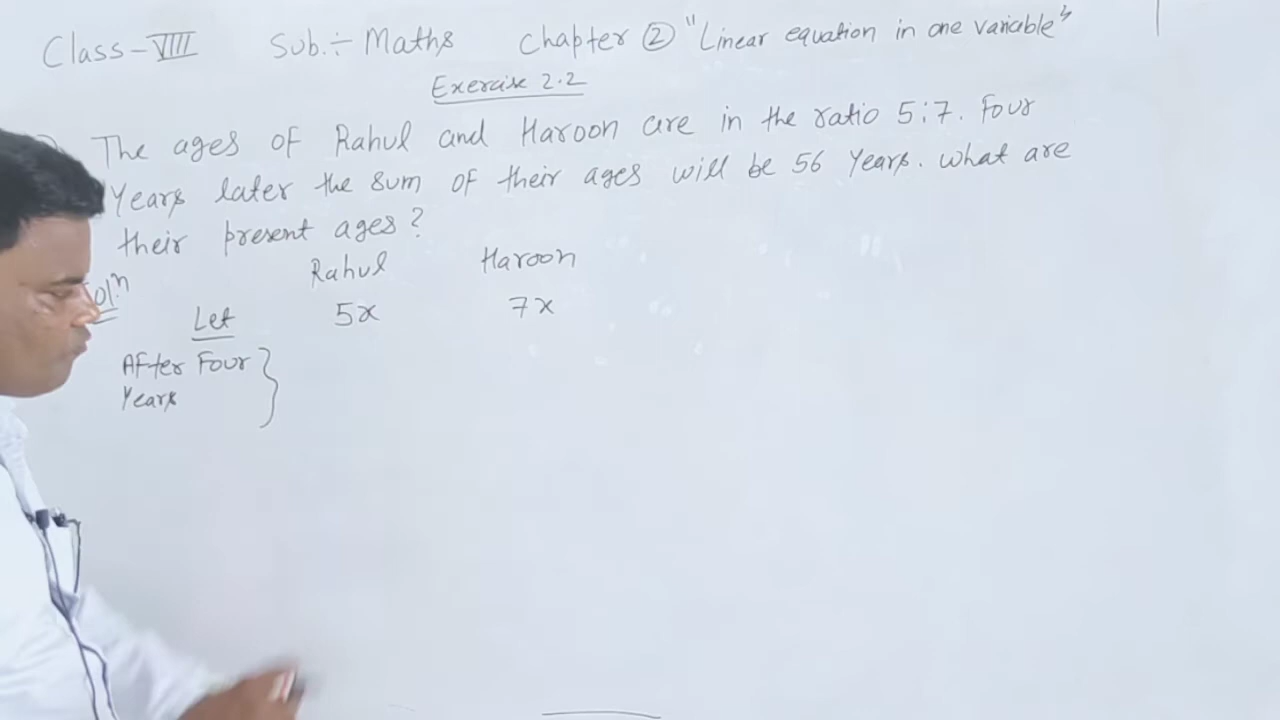 Class-VIII Sub.÷ Maths Chapter ② "Linear equation in one variable"
Exercise 2.2
The ages of Rahul and Haroon are in the ratio 5:7. Four
Years later the sum of their ages will be 56 Years. What are
their present ages?
Rahul Haroon
Let 5x 7x
After Four
Years }